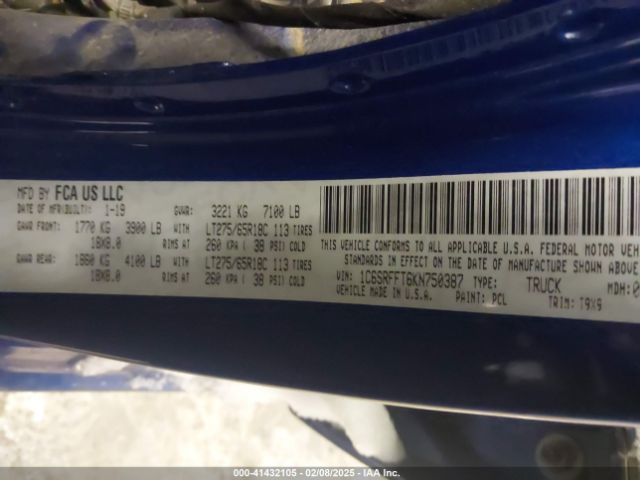 MFD BY FCA US LLC
DATE OF MFR(BUILT): 1-19 GVWR: 3221 KG 7100 LB
GAWR FRONT: 1770 KG 3900 LB WITH LT275/65R18C 113 TIRES
18X8.0 RIMS AT 260 KPA ( 38 PSI) COLD
GAWR REAR: 1860 KG 4100 LB WITH LT275/65R18C 113 TIRES
18X8.0 RIMS AT 260 KPA ( 38 PSI) COLD
THIS VEHICLE CONFORMS TO ALL APPLICABLE U.S.A. FEDERAL MOTOR VEH
STANDARDS IN EFFECT ON THE DATE OF MANUFACTURE SHOWN ABOVE
VIN: 1C6SRFFT6KN750387 TYPE: TRUCK MDH:0
VEHICLE MADE IN U.S.A. PAINT: PCL TRIM: T9X9
000-41432105 - 02/08/2025 - IAA Inc.